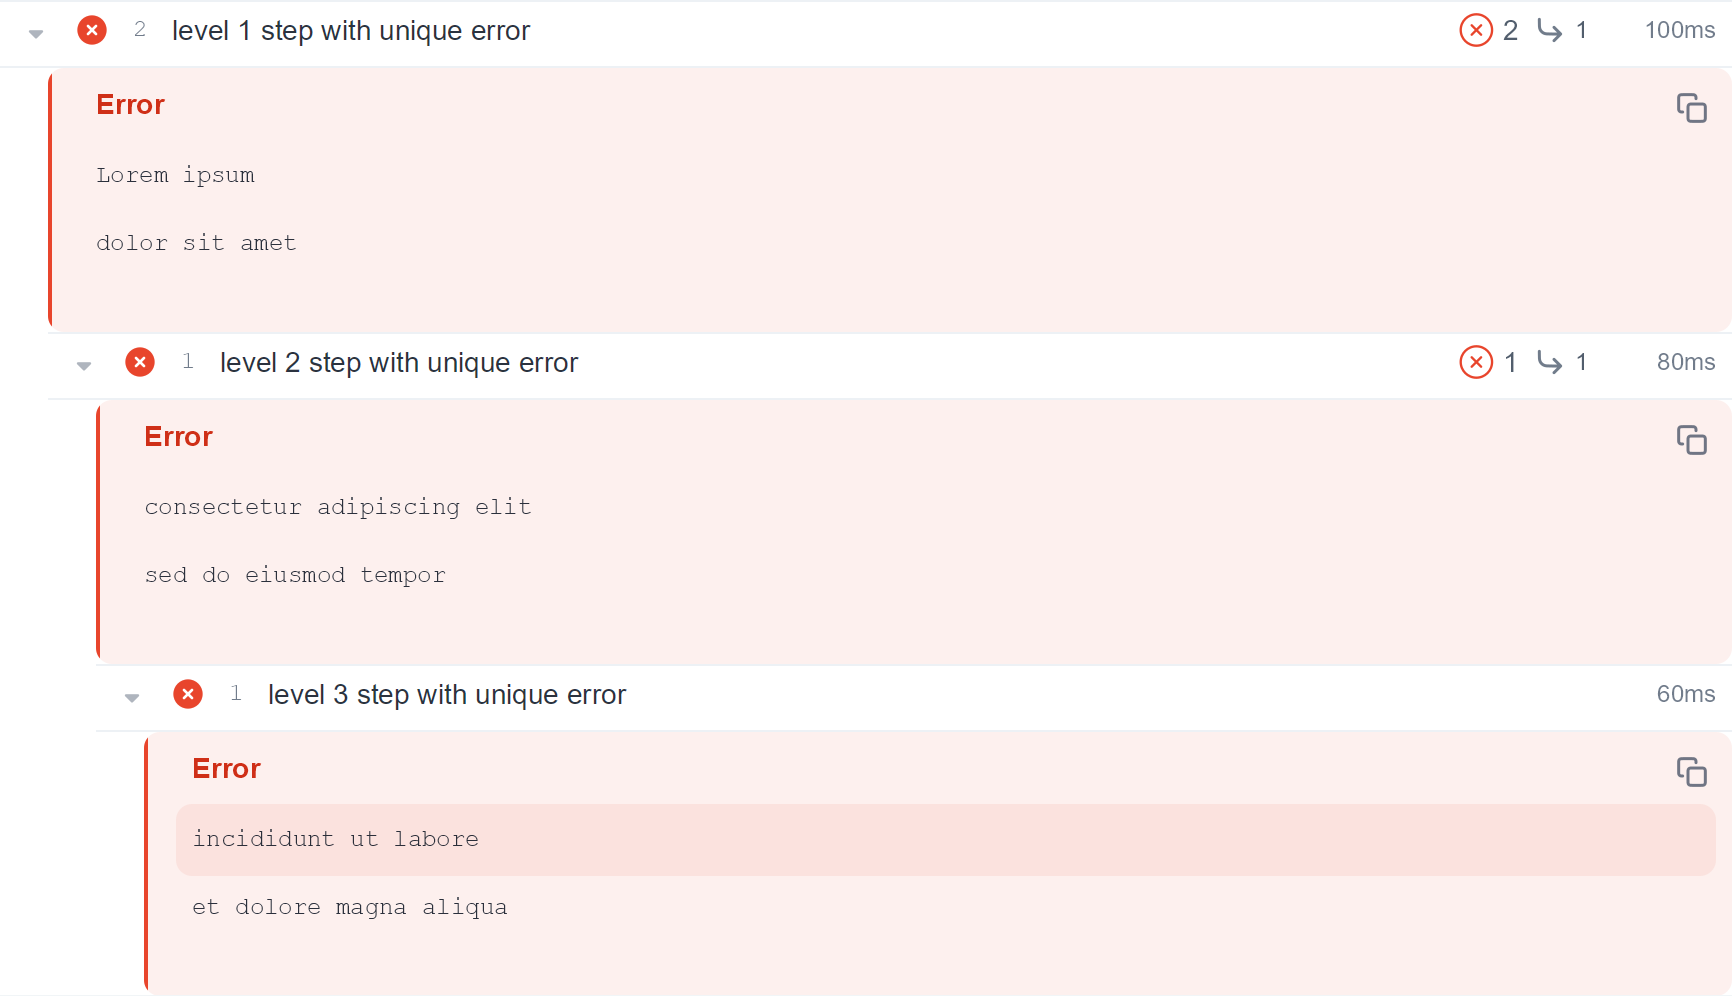 2 level 1 step with unique error 2 1 100ms
Error
Lorem ipsum
dolor sit amet
1 level 2 step with unique error 1 1 80ms
Error
consectetur adipiscing elit
sed do eiusmod tempor
1 level 3 step with unique error 60ms
Error
incididunt ut labore
et dolore magna aliqua